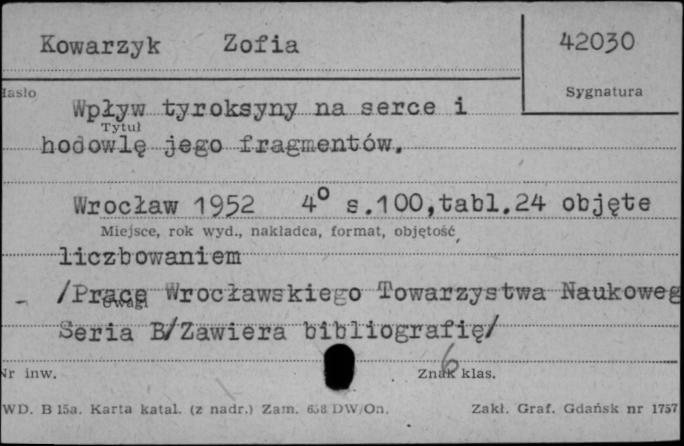 Kowarzyk Zofia 42030
Hasło Sygnatura
Wpływ tyroksyny na serce i
Tytuł
hodowlę jego fragmentów.
Wrocław 1952 4° s.100,tabl.24 objęte
Miejsce, rok wyd., nakładca, format, objętość
liczbowaniem
/Prace Wrocławskiego Towarzystwa Naukoweg
Uwagi
Seria B/Zawiera bibliografię/
Nr inw. Znak klas. 6
WD. B 15a. Karta katal. (z nadr.) Zam. 658 DW/On. Zakł. Graf. Gdańsk nr 1757